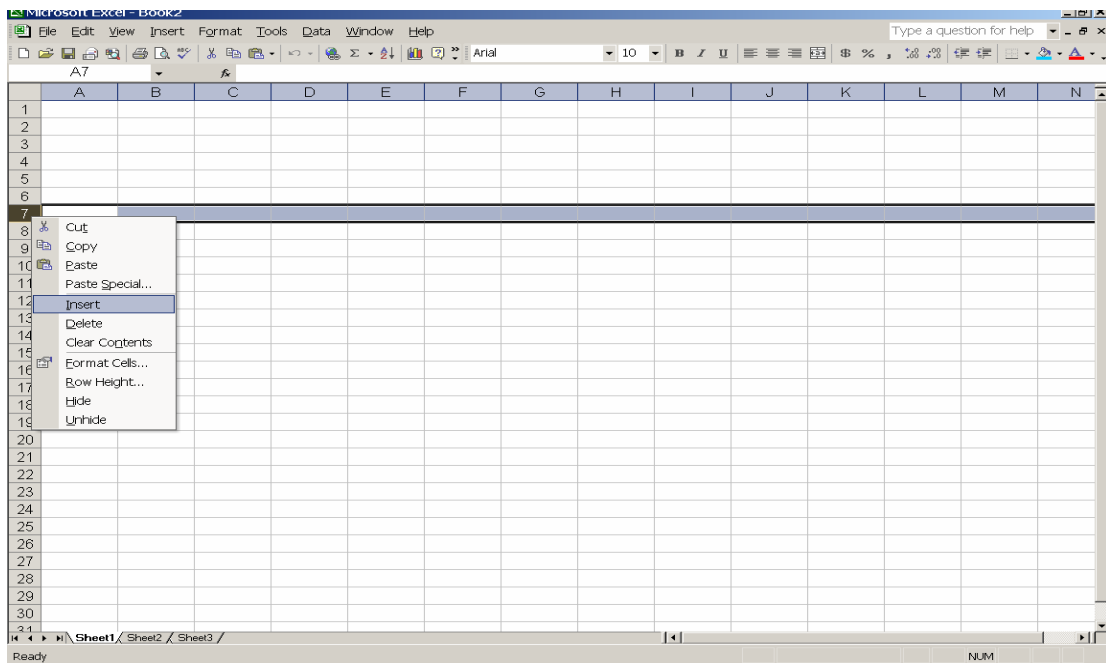 Microsoft Excel - Book2
File Edit View Insert Format Tools Data Window Help Type a question for help
Arial 10 B I U $ % ,
A7 fx
A B C D E F G H I J K L M N
1
2
3
4
5
6
7
8 Cut
9 Copy
10 Paste
11 Paste Special...
12 Insert
13 Delete
14 Clear Contents
15
16 Format Cells...
17 Row Height...
18 Hide
19 Unhide
20
21
22
23
24
25
26
27
28
29
30
31
Sheet1 Sheet2 Sheet3
Ready NUM